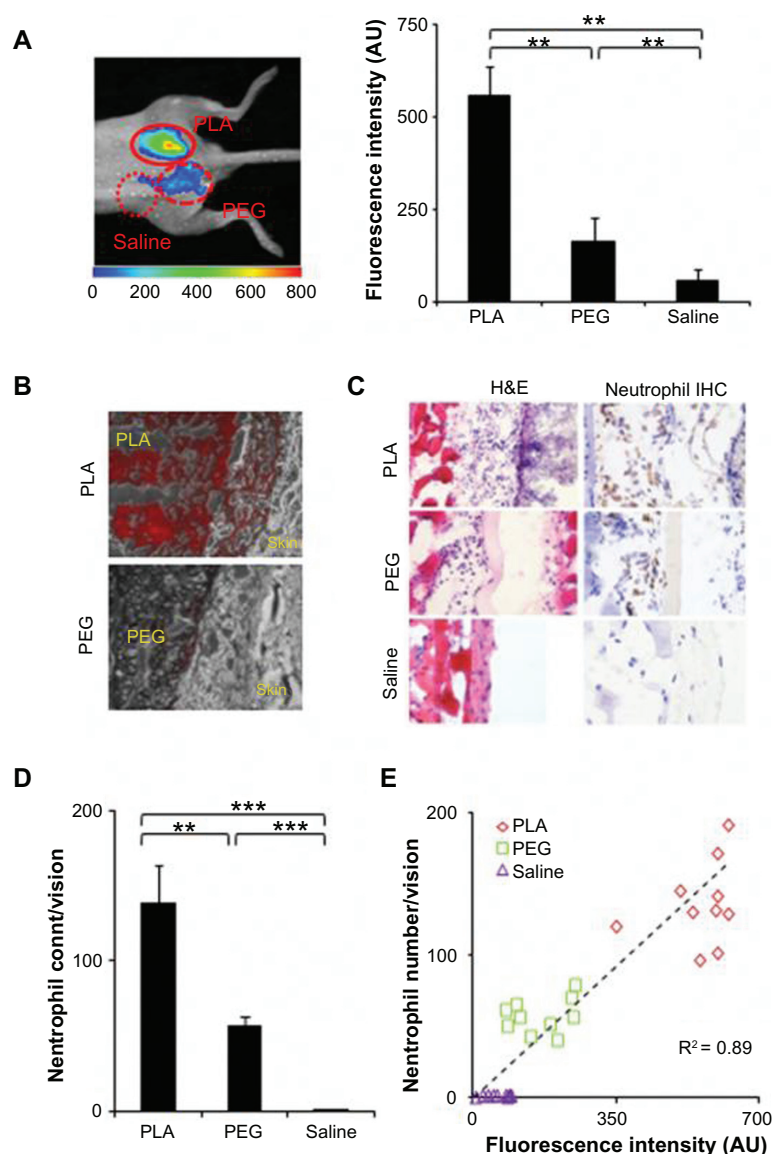 A
PLA
PEG
Saline
0 200 400 600 800
Fluorescence intensity (AU)
750
500
250
0
**
** **
PLA PEG Saline
B
PLA
PLA
Skin
PEG
PEG
Skin
C
H&E Neutrophil IHC
PLA
PEG
Saline
D
Nentrophil connt/vision
200
100
0
***
** ***
PLA PEG Saline
E
Nentrophil number/vision
200
100
0
PLA
PEG
Saline
R² = 0.89
0 350 700
Fluorescence intensity (AU)